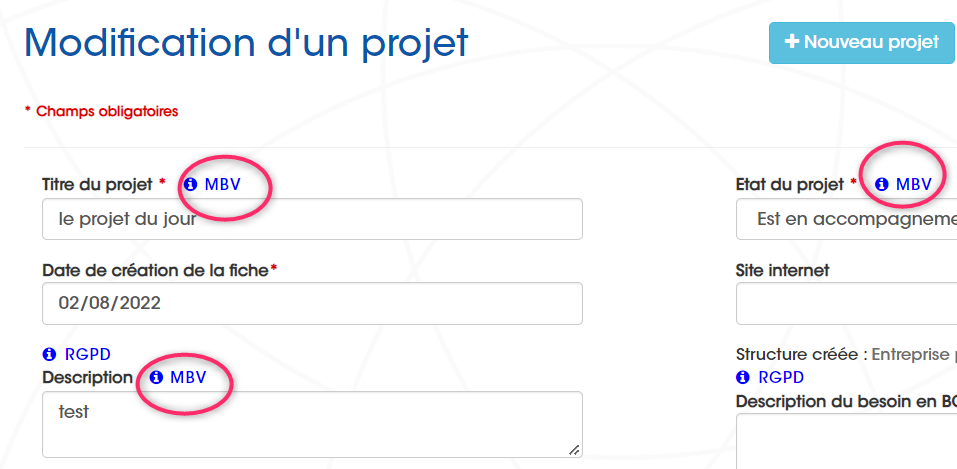 Modification d'un projet
+ Nouveau projet
* Champs obligatoires
Titre du projet * MBV
le projet du jour
Etat du projet * MBV
Est en accompagneme
Date de création de la fiche*
02/08/2022
Site internet
RGPD
Description MBV
test
Structure créée : Entreprise p
RGPD
Description du besoin en BC